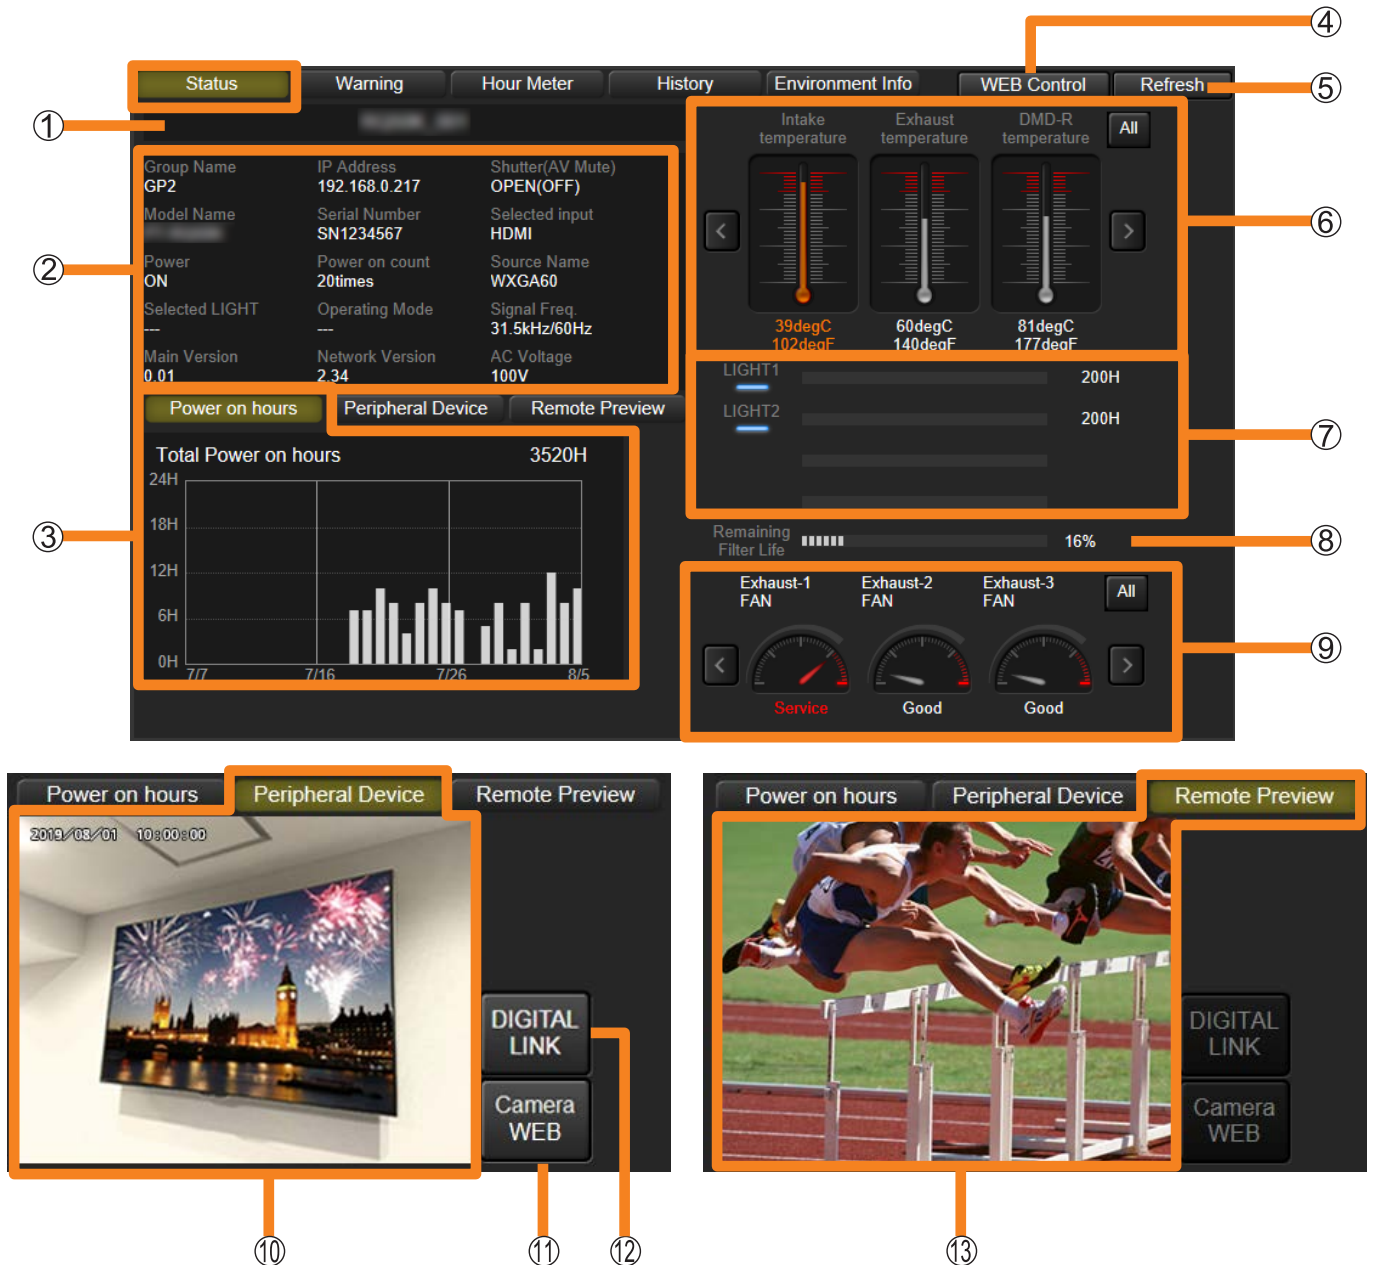 ④
Status Warning Hour Meter History Environment Info WEB Control Refresh
⑤
①
Group Name IP Address Shutter(AV Mute)
GP2 192.168.0.217 OPEN(OFF)
Model Name Serial Number Selected input
SN1234567 HDMI
Power Power on count Source Name
ON 20times WXGA60
Selected LIGHT Operating Mode Signal Freq.
--- --- 31.5kHz/60Hz
Main Version Network Version AC Voltage
0.01 2.34 100V
②
Intake temperature Exhaust temperature DMD-R temperature All
< >
39degC 60degC 81degC
102degF 140degF 177degF
⑥
LIGHT1 200H
LIGHT2 200H
⑦
Power on hours Peripheral Device Remote Preview
Total Power on hours 3520H
24H
18H
12H
6H
0H
7/7 7/16 7/26 8/5
③
Remaining
Filter Life 16%
⑧
Exhaust-1 Exhaust-2 Exhaust-3 All
FAN FAN FAN
< >
Service Good Good
⑨
Power on hours Peripheral Device Remote Preview
2019/08/01 10:00:00
DIGITAL
LINK
Camera
WEB
⑩ ⑪ ⑫
Power on hours Peripheral Device Remote Preview
DIGITAL
LINK
Camera
WEB
⑬